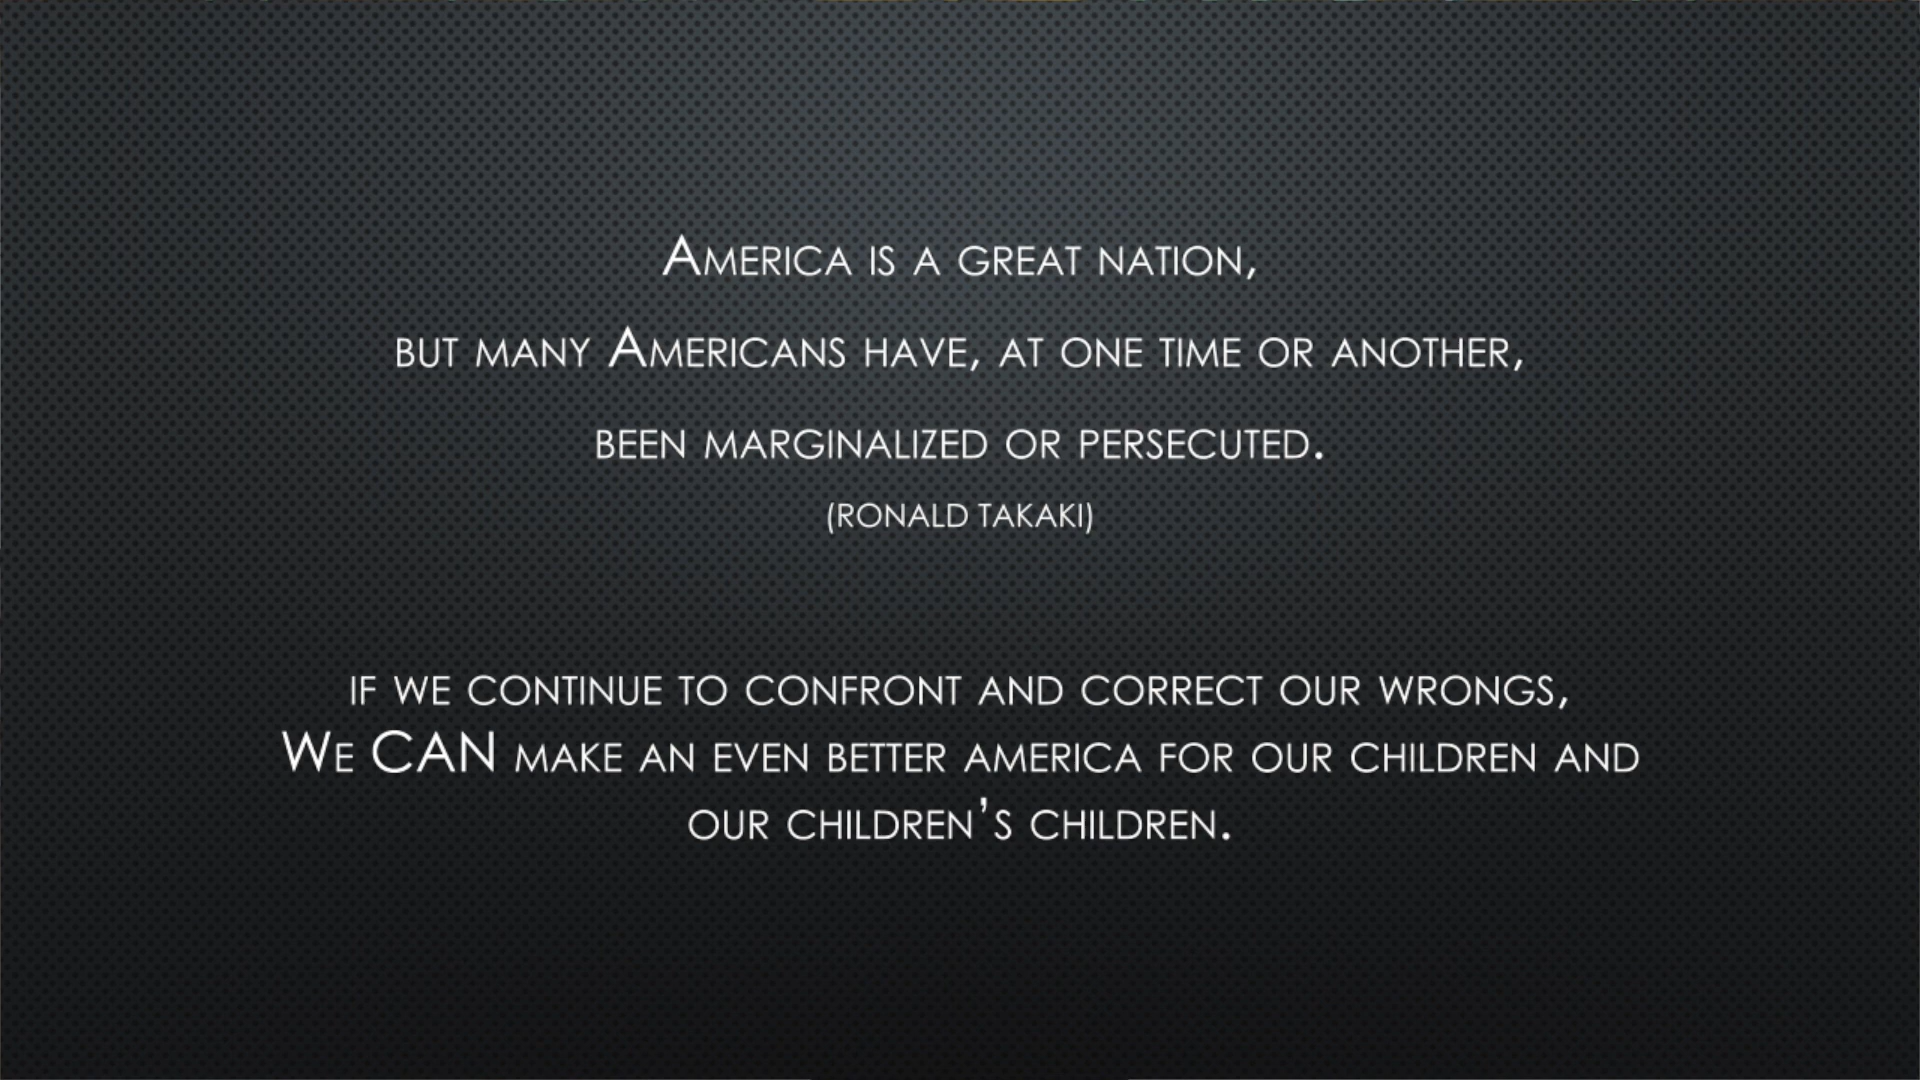 America is a great nation,
but many Americans have, at one time or another,
been marginalized or persecuted.
(RONALD TAKAKI)
if we continue to confront and correct our wrongs,
We CAN make an even better america for our children and
our children's children.